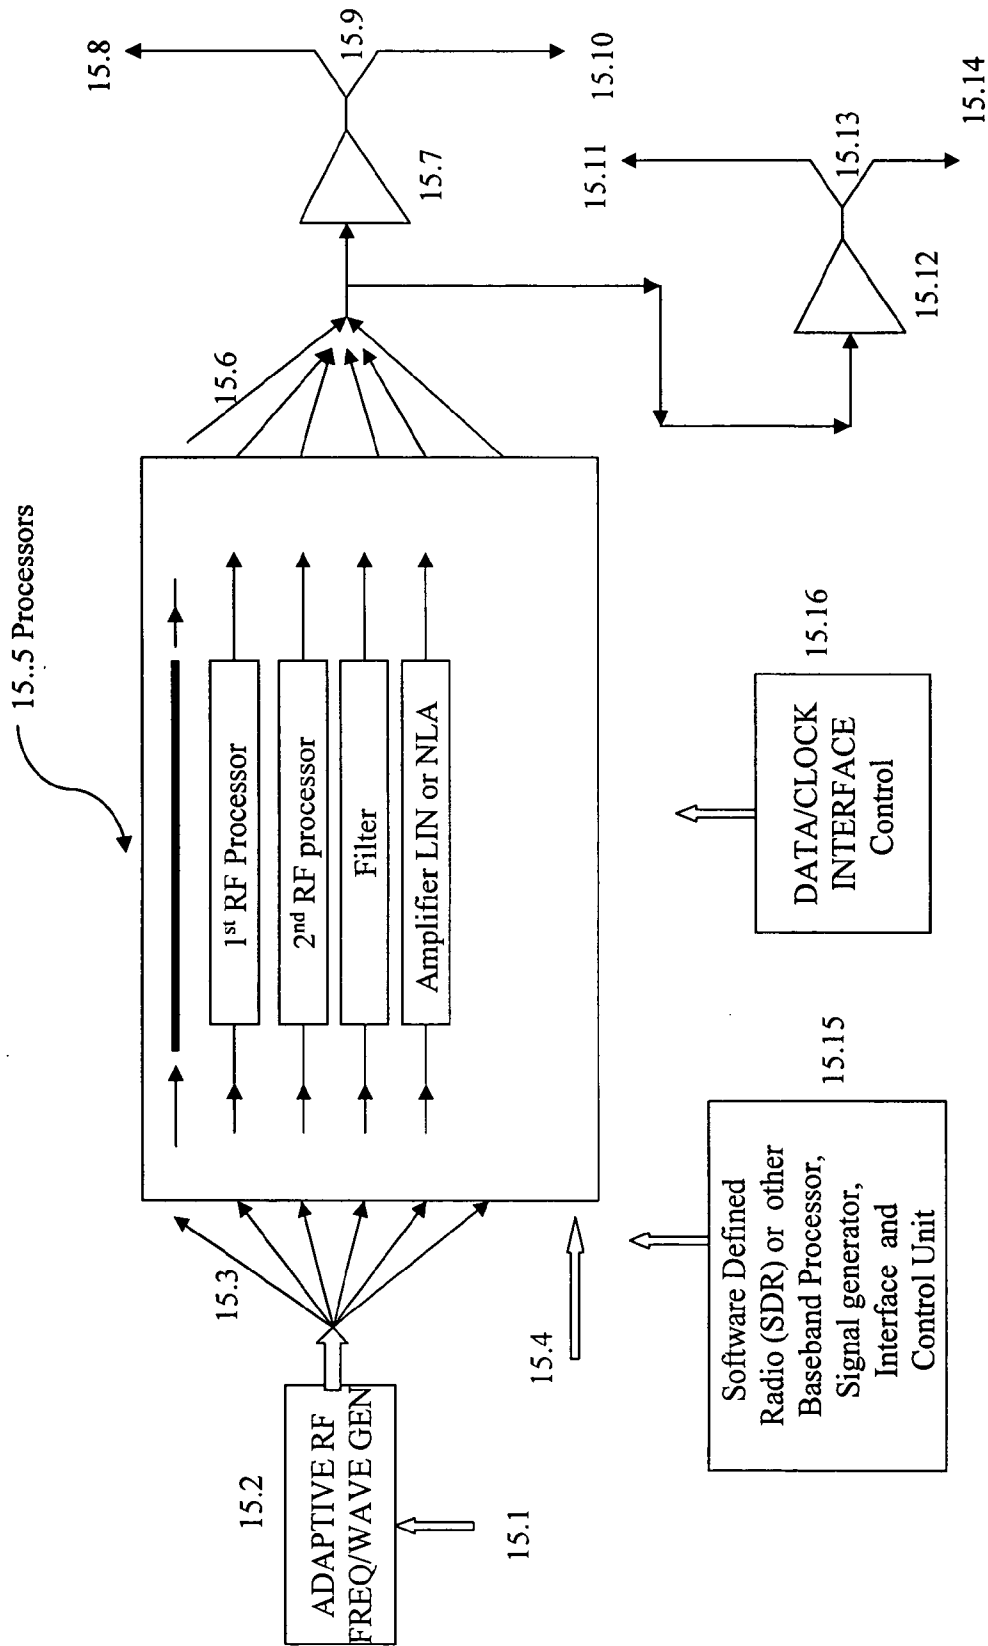 15..5 Processors
15.2
ADAPTIVE RF
FREQ/WAVE GEN
15.1
15.3
15.4
1st RF Processor
2nd RF processor
Filter
Amplifier LIN or NLA
15.6
15.7
15.8
15.9
15.10
15.11
15.12
15.13
15.14
Software Defined
Radio (SDR) or other
Baseband Processor,
Signal generator,
Interface and
Control Unit
15.15
DATA/CLOCK
INTERFACE
Control
15.16